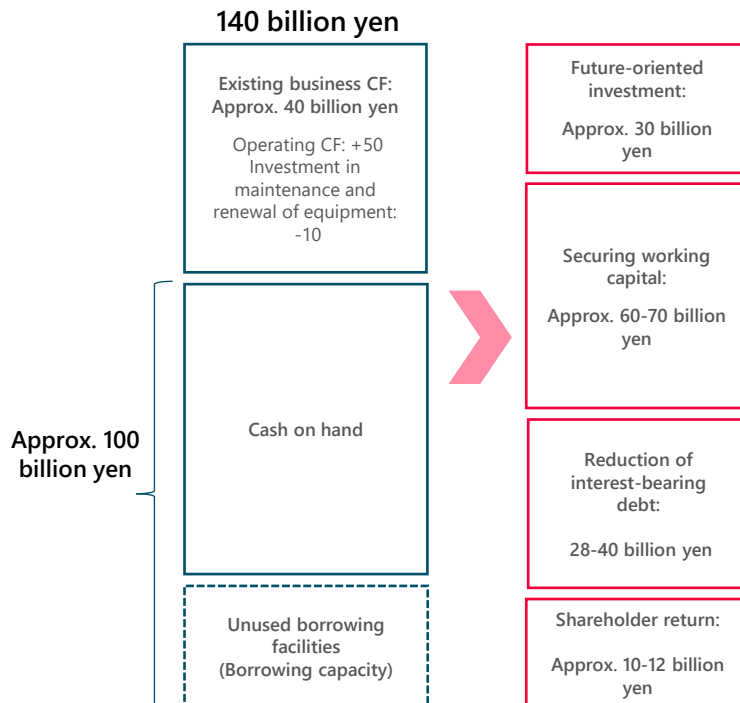 140 billion yen
Existing business CF:
Approx. 40 billion yen
Operating CF: +50
Investment in
maintenance and
renewal of equipment:
-10
Approx. 100
billion yen
Cash on hand
Unused borrowing
facilities
(Borrowing capacity)
Future-oriented
investment:
Approx. 30 billion
yen
Securing working
capital:
Approx. 60-70 billion
yen
Reduction of
interest-bearing
debt:
28-40 billion yen
Shareholder return:
Approx. 10-12 billion
yen